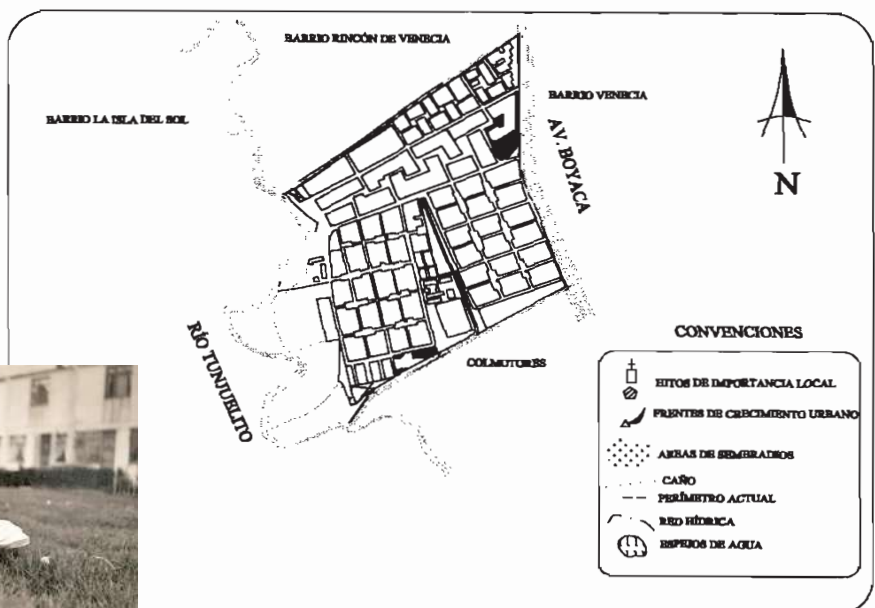 BARRIO RINCÓN DE VENECIA
BARRIO VENECIA
BARRIO LA ISLA DEL SOL
AV. BOYACA
N
RÍO TUNJUELITO
COLMOTORES
CONVENCIONES
HITOS DE IMPORTANCIA LOCAL
FRENTES DE CRECIMIENTO URBANO
AREAS DE SEMBRADIOS
CAÑO
PERÍMETRO ACTUAL
RED HÍDRICA
ESPEJOS DE AGUA